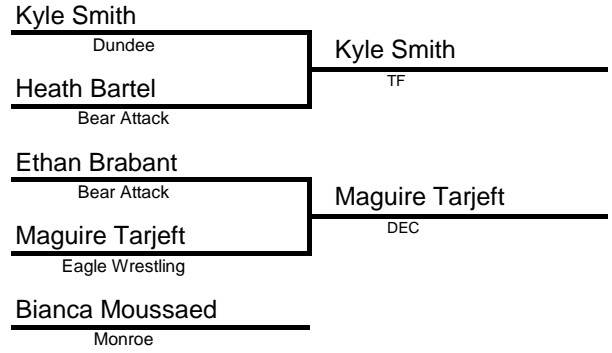 Kyle Smith
Dundee
Kyle Smith
TF
Heath Bartel
Bear Attack
Ethan Brabant
Bear Attack
Maguire Tarjeft
DEC
Maguire Tarjeft
Eagle Wrestling
Bianca Moussaed
Monroe